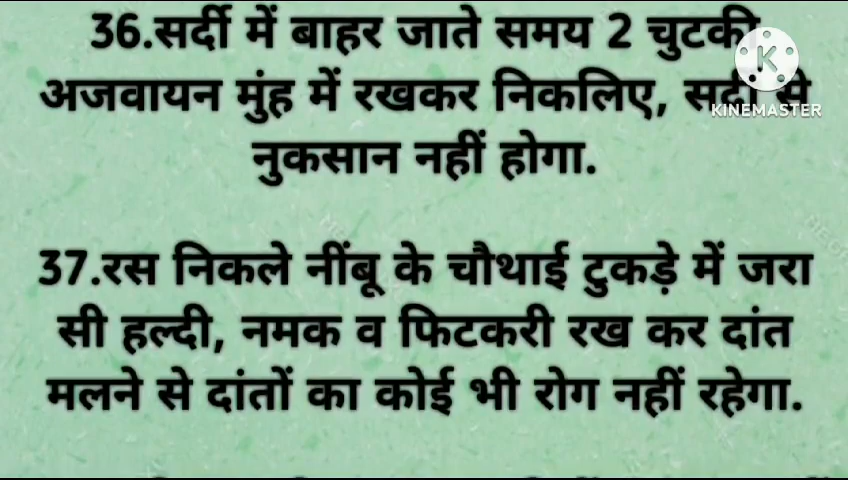 36.सर्दी में बाहर जाते समय 2 चुटकी
अजवायन मुंह में रखकर निकलिए, सर्दी से
नुकसान नहीं होगा.
37.रस निकले नींबू के चौथाई टुकड़े में जरा
सी हल्दी, नमक व फिटकरी रख कर दांत
मलने से दांतों का कोई भी रोग नहीं रहेगा.
K
KINEMASTER